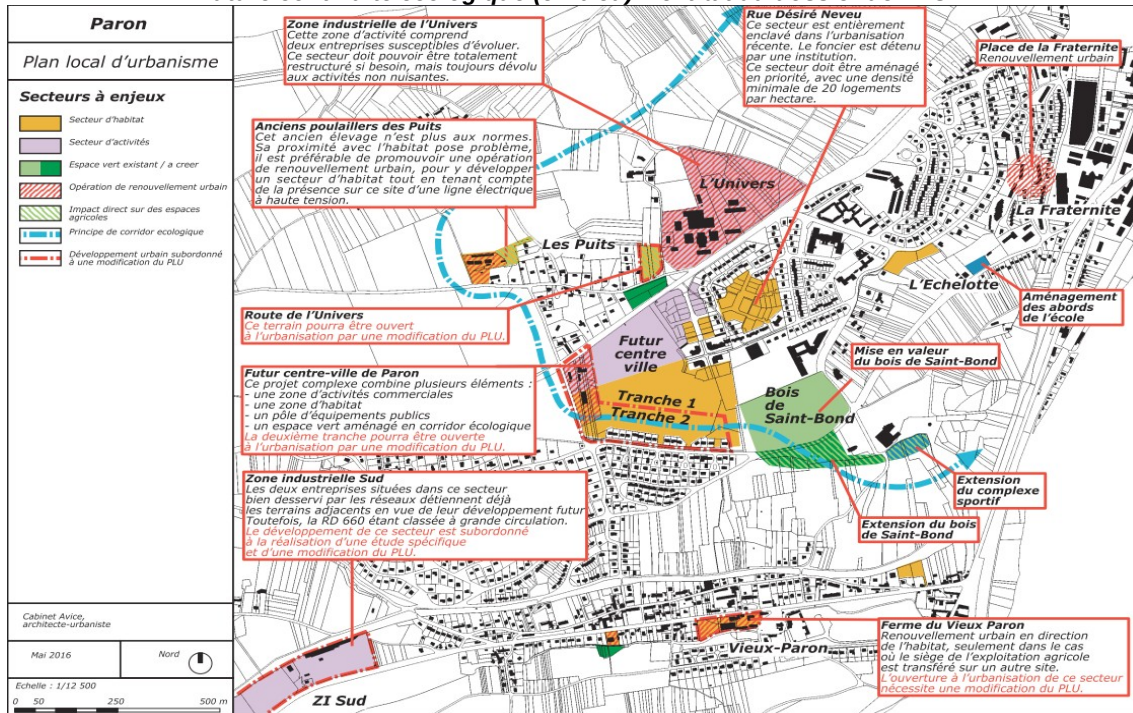 Paron
Plan local d'urbanisme
Secteurs à enjeux
Secteur d'habitat
Secteur d'activités
Espace vert existant / a creer
Opération de renouvellement urbain
Impact direct sur des espaces
agricoles
Principe de corridor ecologique
Développement urbain subordonné
à une modification du PLU
Cabinet Avice,
architecte-urbaniste
Mai 2016
Nord
Echelle : 1/12 500
0 50 250 500 m
Zone industrielle de l'Univers
Cette zone d'activité comprend
deux entreprises susceptibles d'évoluer.
Ce secteur doit pouvoir être totalement
restructuré si besoin, mais toujours dévolu
aux activités non nuisantes.
Rue Désiré Neveu
Ce secteur est entièrement
enclavé dans l'urbanisation
récente. Le foncier est détenu
par une institution.
Ce secteur doit être aménagé
en priorité, avec une densité
minimale de 20 logements
par hectare.
Place de la Fraternite
Renouvellement urbain
Anciens poulaillers des Puits
Cet ancien élevage n'est plus aux normes.
Sa proximité avec l'habitat pose problème,
il est préférable de promouvoir une opération
de renouvellement urbain, pour y développer
un secteur d'habitat tout en tenant compte
de la présence sur ce site d'une ligne électrique
à haute tension.
L'Univers
La Fraternite
Les Puits
L'Echelotte
Aménagement
des abords
de l'école
Route de l'Univers
Ce terrain pourra être ouvert
à l'urbanisation par une modification du PLU.
Futur
centre
ville
Mise en valeur
du bois de Saint-Bond
Futur centre-ville de Paron
Ce projet complexe combine plusieurs éléments :
- une zone d'activités commerciales
- une zone d'habitat
- un pôle d'équipements publics
- un espace vert aménagé en corridor écologique
La deuxième tranche pourra être ouverte
à l'urbanisation par une modification du PLU.
Tranche 1
Tranche 2
Bois
de
Saint-Bond
Zone industrielle Sud
Les deux entreprises situées dans ce secteur
bien desservi par les réseaux détiennent déjà
les terrains adjacents en vue de leur développement futur
Toutefois, la RD 660 étant classée à grande circulation.
Le développement de ce secteur est subordonné
à la réalisation d'une étude spécifique
et d'une modification du PLU.
Extension
du complexe
sportif
Extension du bois
de Saint-Bond
Ferme du Vieux Paron
Renouvellement urbain en direction
de l'habitat, seulement dans le cas
où le siège de l'exploitation agricole
est transféré sur un autre site.
L'ouverture à l'urbanisation de ce secteur
nécessite une modification du PLU.
Vieux-Paron
ZI Sud